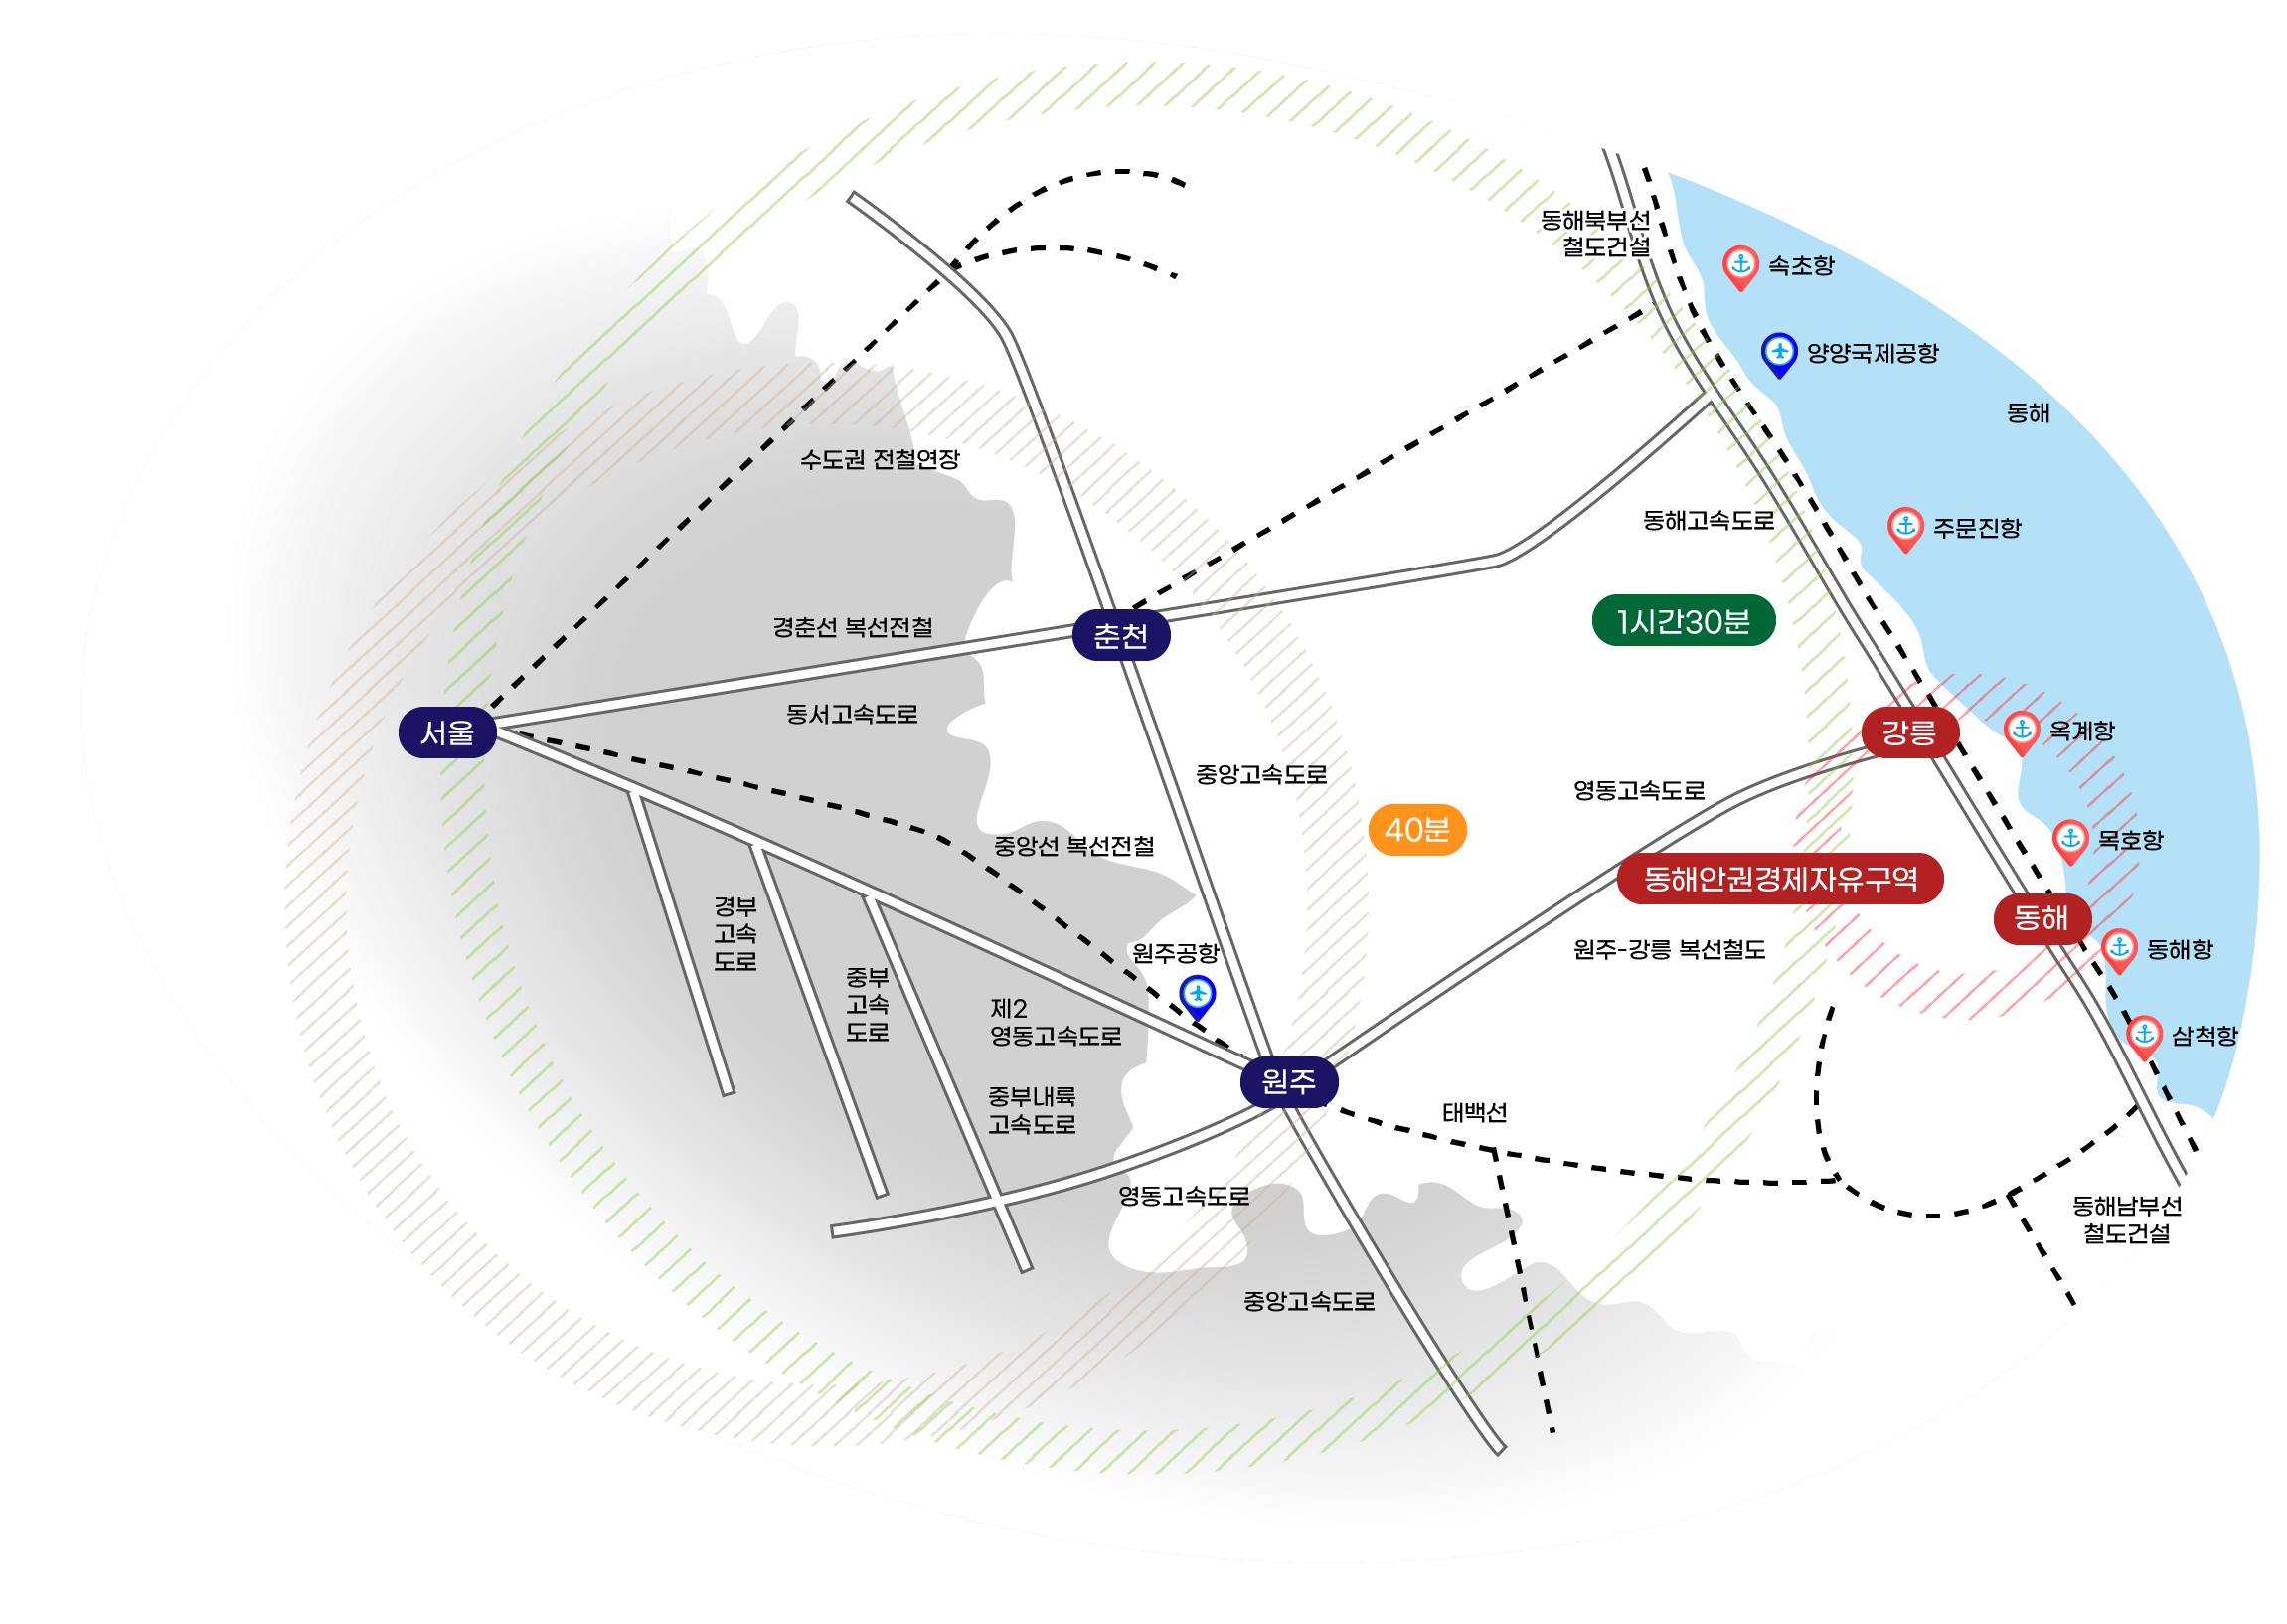 동해북부선
철도건설
속초항
양양국제공항
동해
수도권 전철연장
동해고속도로
주문진항
경춘선 복선전철
춘천
1시간30분
동서고속도로
서울
강릉
옥계항
중앙고속도로
영동고속도로
40분
중앙선 복선전철
목호항
동해안권경제자유구역
경부
고속
도로
동해
원주공항
원주-강릉 복선철도
동해항
중부
고속
도로
제2
영동고속도로
삼척항
원주
중부내륙
고속도로
태백선
영동고속도로
동해남부선
철도건설
중앙고속도로